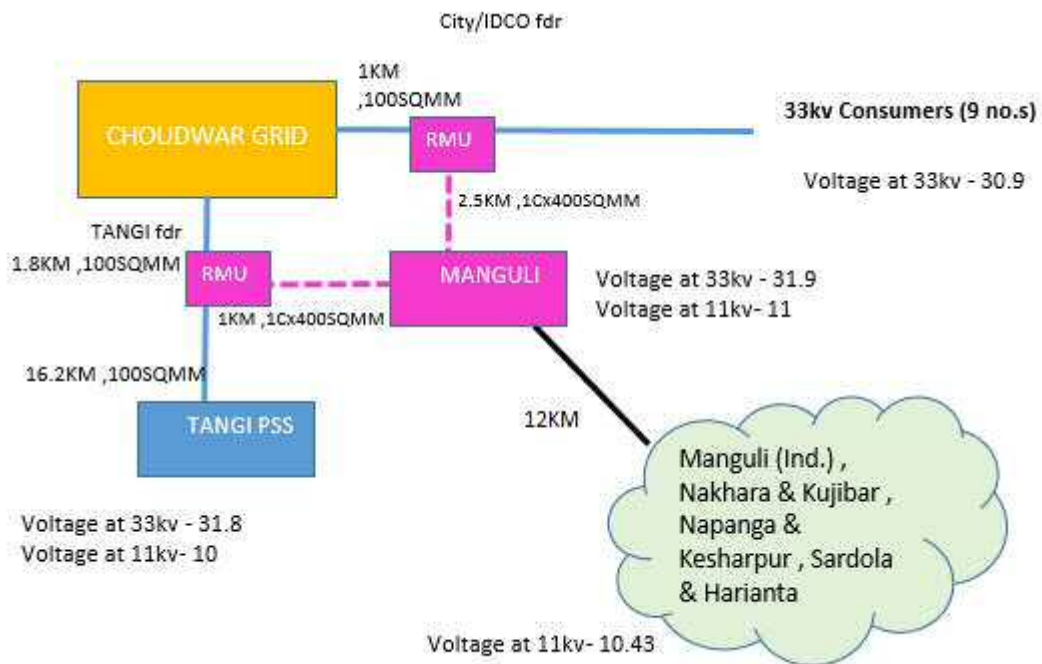 City/IDCO fdr
1KM
,100SQMM
CHOUDWAR GRID
RMU
33kv Consumers (9 no.s)
Voltage at 33kv - 30.9
2.5KM ,1Cx400SQMM
TANGI fdr
1.8KM ,100SQMM
RMU
MANGULI
Voltage at 33kv - 31.9
Voltage at 11kv- 11
1KM ,1Cx400SQMM
16.2KM ,100SQMM
TANGI PSS
12KM
Voltage at 33kv - 31.8
Voltage at 11kv- 10
Manguli (Ind.) ,
Nakhara & Kujibar ,
Napanga &
Kesharpur , Sardola
& Harianta
Voltage at 11kv- 10.43